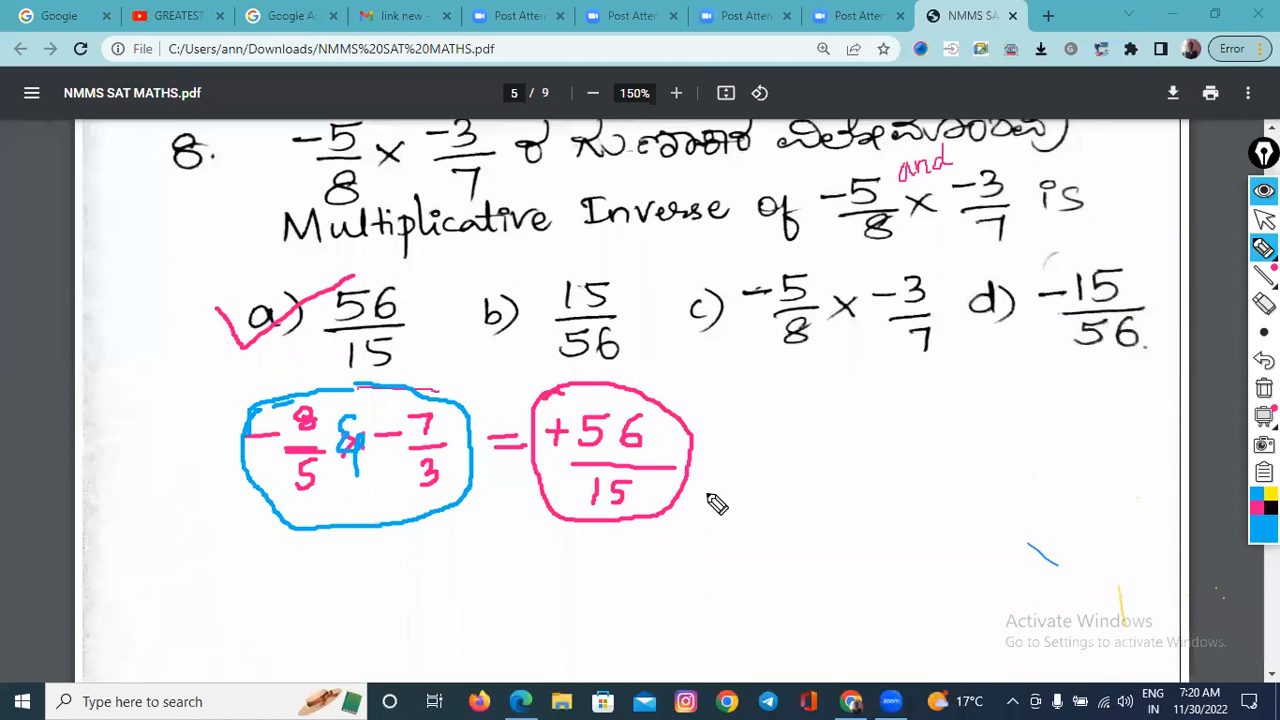 Google
GREATEST
Google A
link new -
Post Atten
Post Atten
Post Atten
Post Atten
NMMS SA
File C:/Users/ann/Downloads/NMMS%20SAT%20MATHS.pdf
Error
NMMS SAT MATHS.pdf
5 / 9
150%
8. -5/8 × -3/7 ರ ಗುಣಾಕಾರ ವಿಲೋಮ
and
Multiplicative Inverse Of -5/8 × -3/7 is
a) 56/15 b) 15/56 c) -5/8 × -3/7 d) -15/56.
-8/5 & -7/3 = +56/15
Activate Windows
Go to Settings to activate Windows.
Type here to search
17°C
ENG
IN
7:20 AM
11/30/2022
zoom